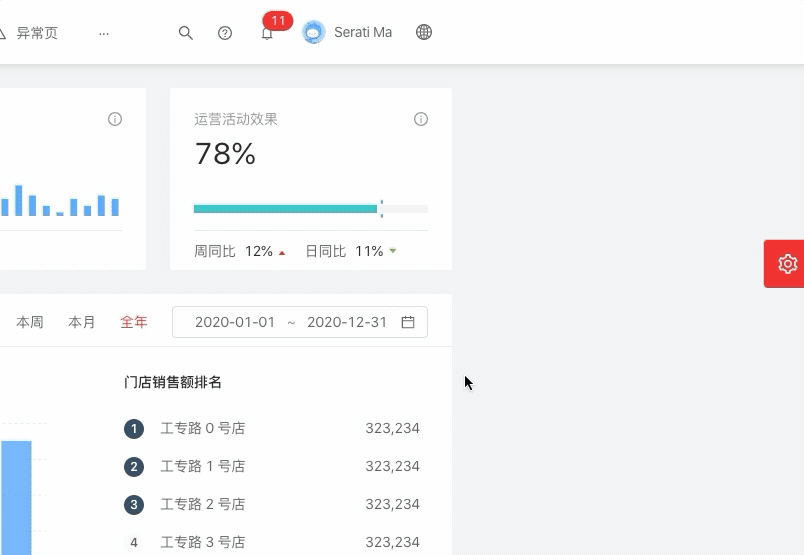 异常页 ··· 11 Serati Ma
运营活动效果
78%
周同比 12% 日同比 11%
本周 本月 全年 2020-01-01 ~ 2020-12-31
门店销售额排名
1 工专路 0 号店 323,234
2 工专路 1 号店 323,234
3 工专路 2 号店 323,234
4 工专路 3 号店 323,234